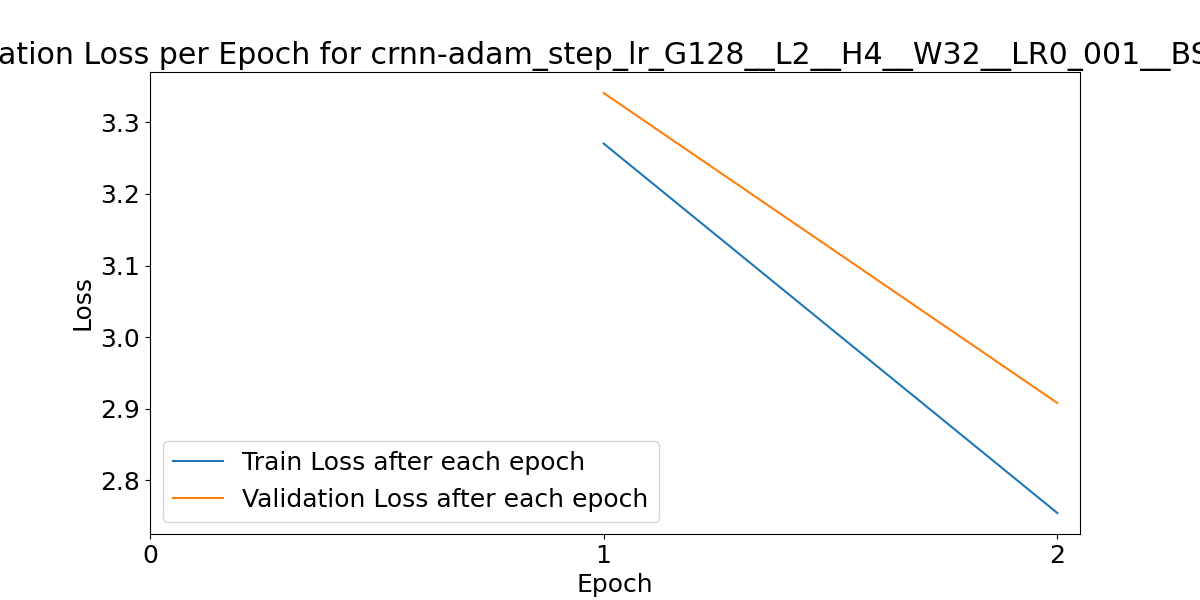 ation Loss per Epoch for crnn-adam_step_lr_G128__L2__H4__W32__LR0_001__BS
3.3
3.2
3.1
3.0
2.9
2.8
Loss
Train Loss after each epoch
Validation Loss after each epoch
0 1 2
Epoch